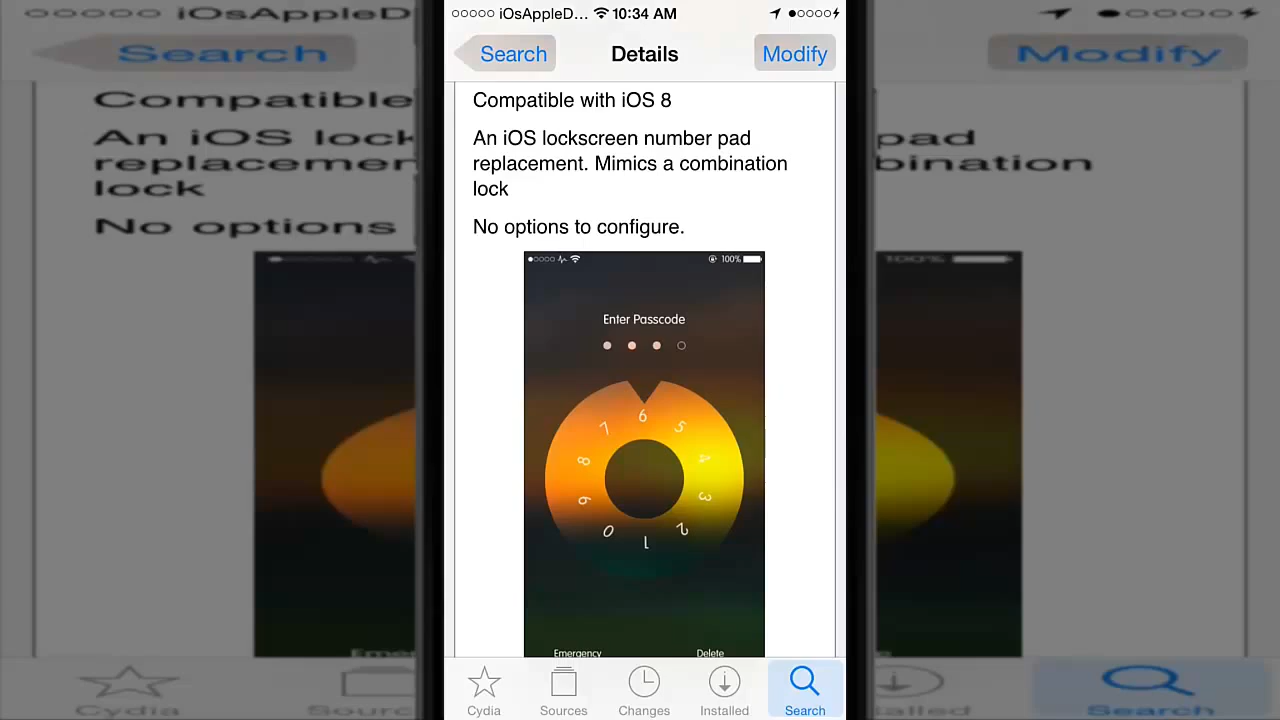 iOsAppleD... 10:34 AM
Search Details Modify
Compatible with iOS 8
An iOS lockscreen number pad
replacement. Mimics a combination
lock
No options to configure.
100%
Enter Passcode
6
7 5
8 4
9 3
0 2
1
Emergency Delete
Cydia Sources Changes Installed Search